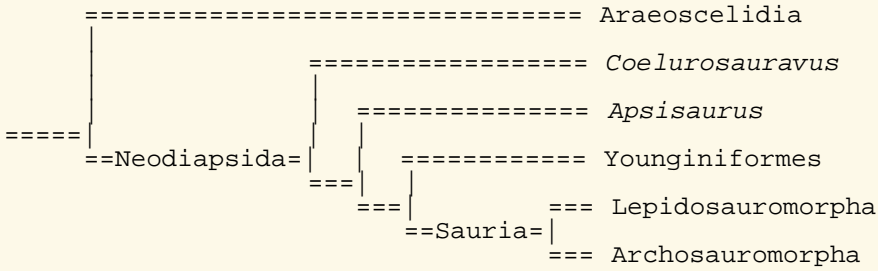 Araeoscelidia
Coelurosauravus
Apsisaurus
==Neodiapsida=
Younginiformes
Lepidosauromorpha
==Sauria=
Archosauromorpha